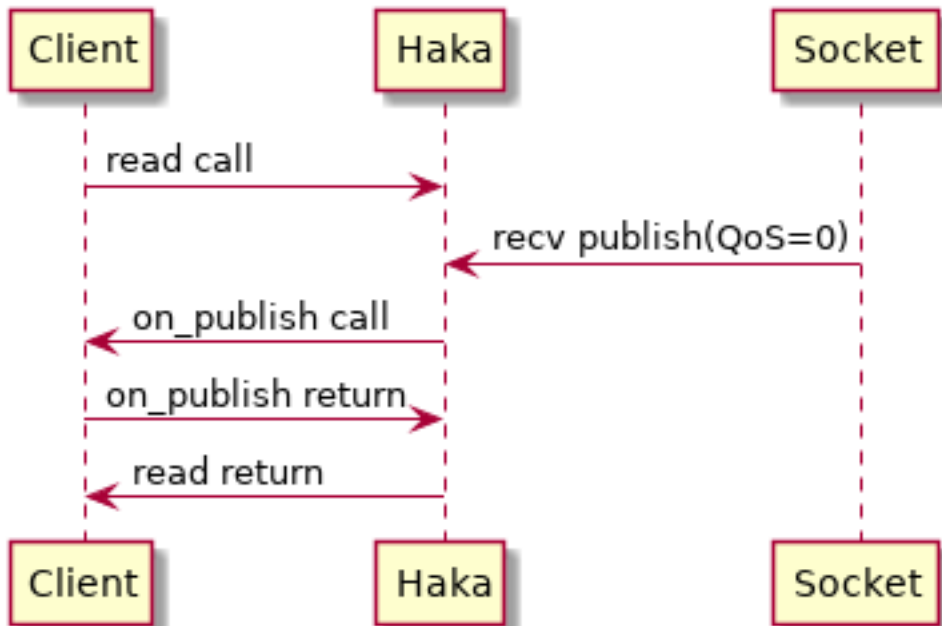 Client
Haka
Socket
read call
recv publish(QoS=0)
on_publish call
on_publish return
read return
Client
Haka
Socket